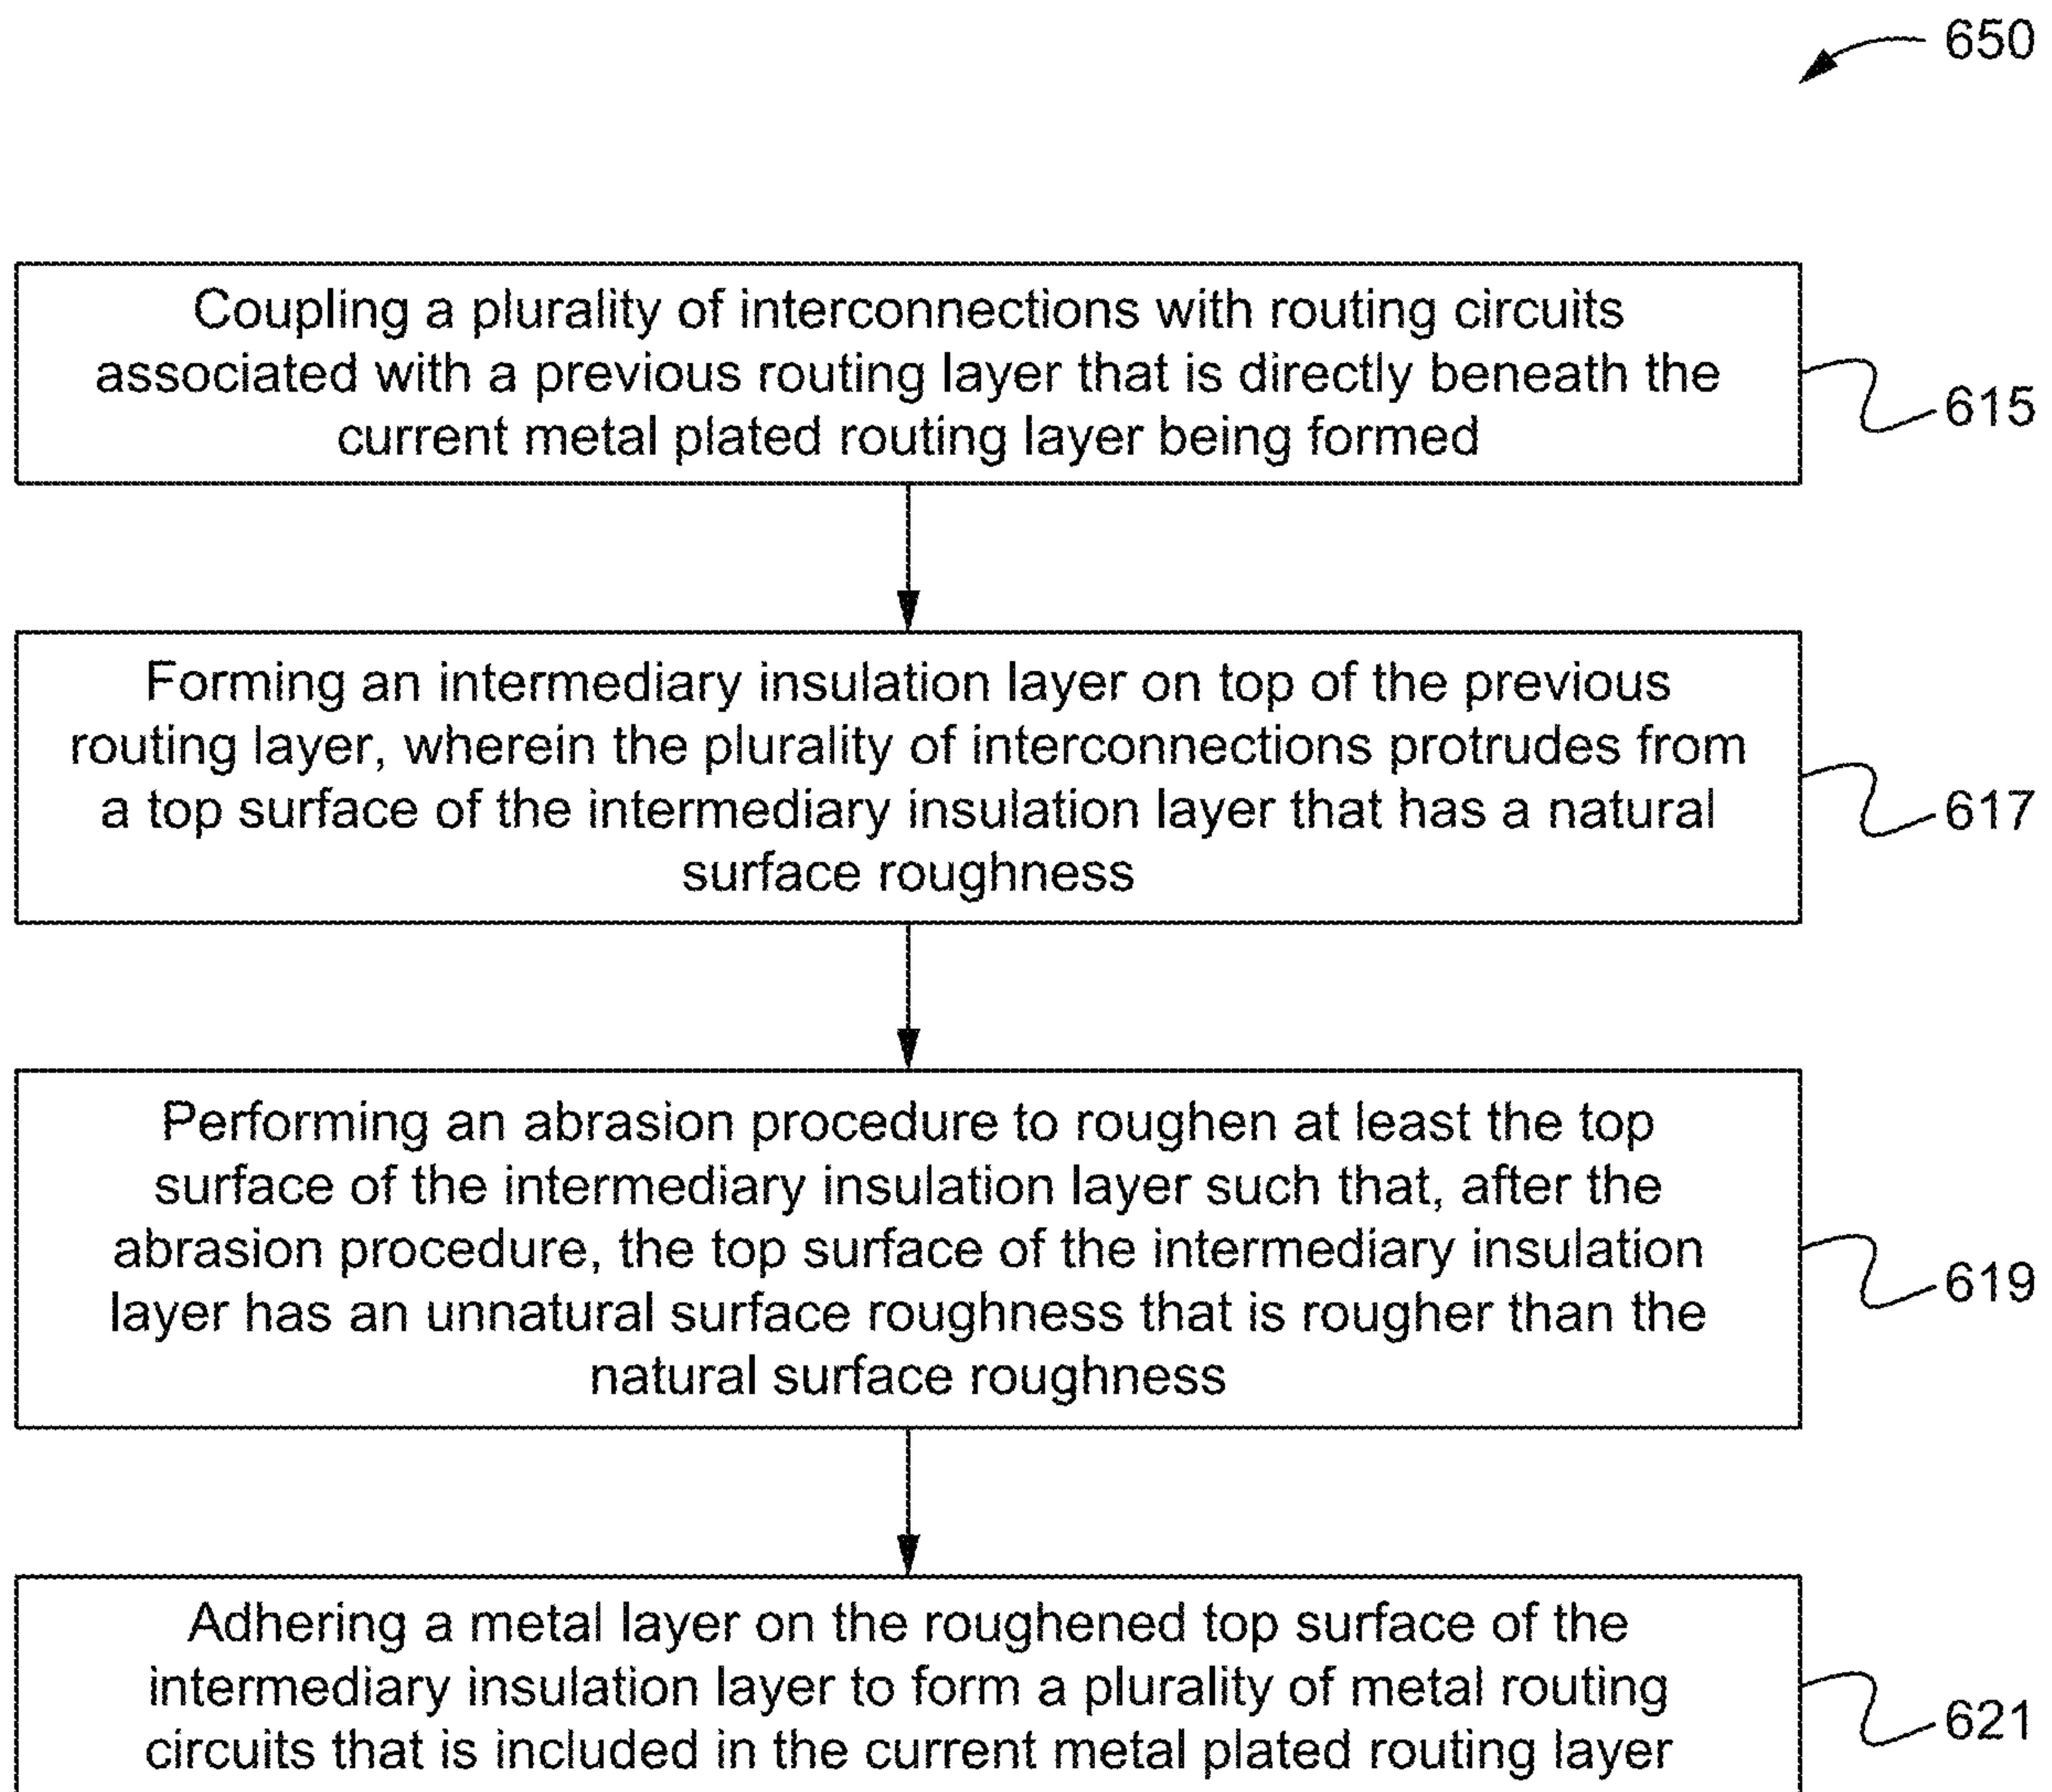 650
Coupling a plurality of interconnections with routing circuits
associated with a previous routing layer that is directly beneath the
current metal plated routing layer being formed
615
Forming an intermediary insulation layer on top of the previous
routing layer, wherein the plurality of interconnections protrudes from
a top surface of the intermediary insulation layer that has a natural
surface roughness
617
Performing an abrasion procedure to roughen at least the top
surface of the intermediary insulation layer such that, after the
abrasion procedure, the top surface of the intermediary insulation
layer has an unnatural surface roughness that is rougher than the
natural surface roughness
619
Adhering a metal layer on the roughened top surface of the
intermediary insulation layer to form a plurality of metal routing
circuits that is included in the current metal plated routing layer
621